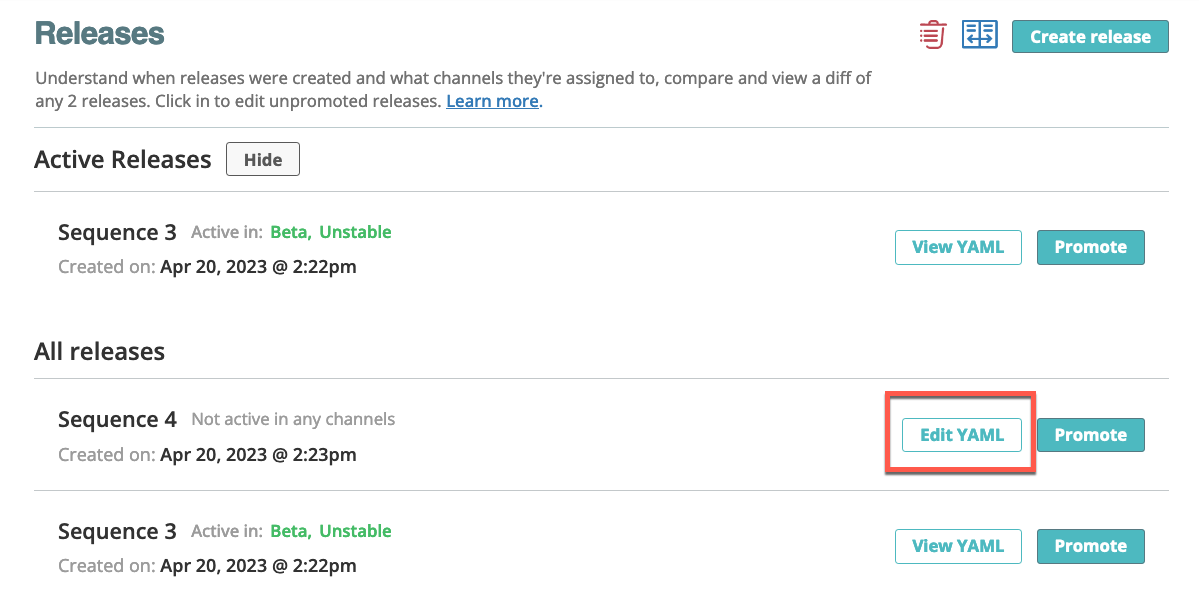 Releases
Create release
Understand when releases were created and what channels they're assigned to, compare and view a diff of
any 2 releases. Click in to edit unpromoted releases. Learn more.
Active Releases Hide
Sequence 3 Active in: Beta, Unstable
Created on: Apr 20, 2023 @ 2:22pm
View YAML Promote
All releases
Sequence 4 Not active in any channels
Created on: Apr 20, 2023 @ 2:23pm
Edit YAML Promote
Sequence 3 Active in: Beta, Unstable
Created on: Apr 20, 2023 @ 2:22pm
View YAML Promote